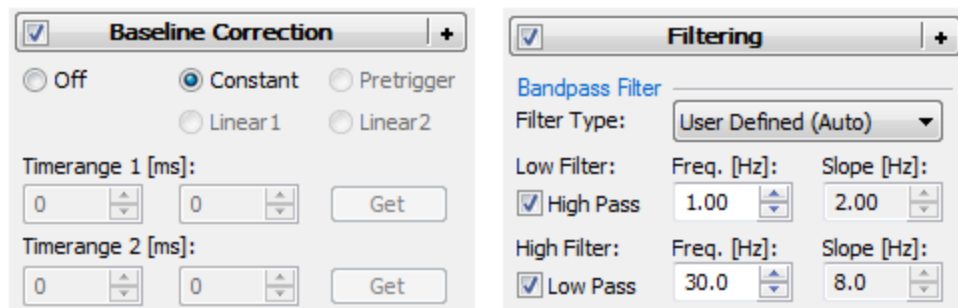 Baseline Correction +
Off Constant Pretrigger
Linear1 Linear2
Timerange 1 [ms]:
0 0 Get
Timerange 2 [ms]:
0 0 Get
Filtering +
Bandpass Filter
Filter Type: User Defined (Auto)
Low Filter: Freq. [Hz]: Slope [Hz]:
High Pass 1.00 2.00
High Filter: Freq. [Hz]: Slope [Hz]:
Low Pass 30.0 8.0